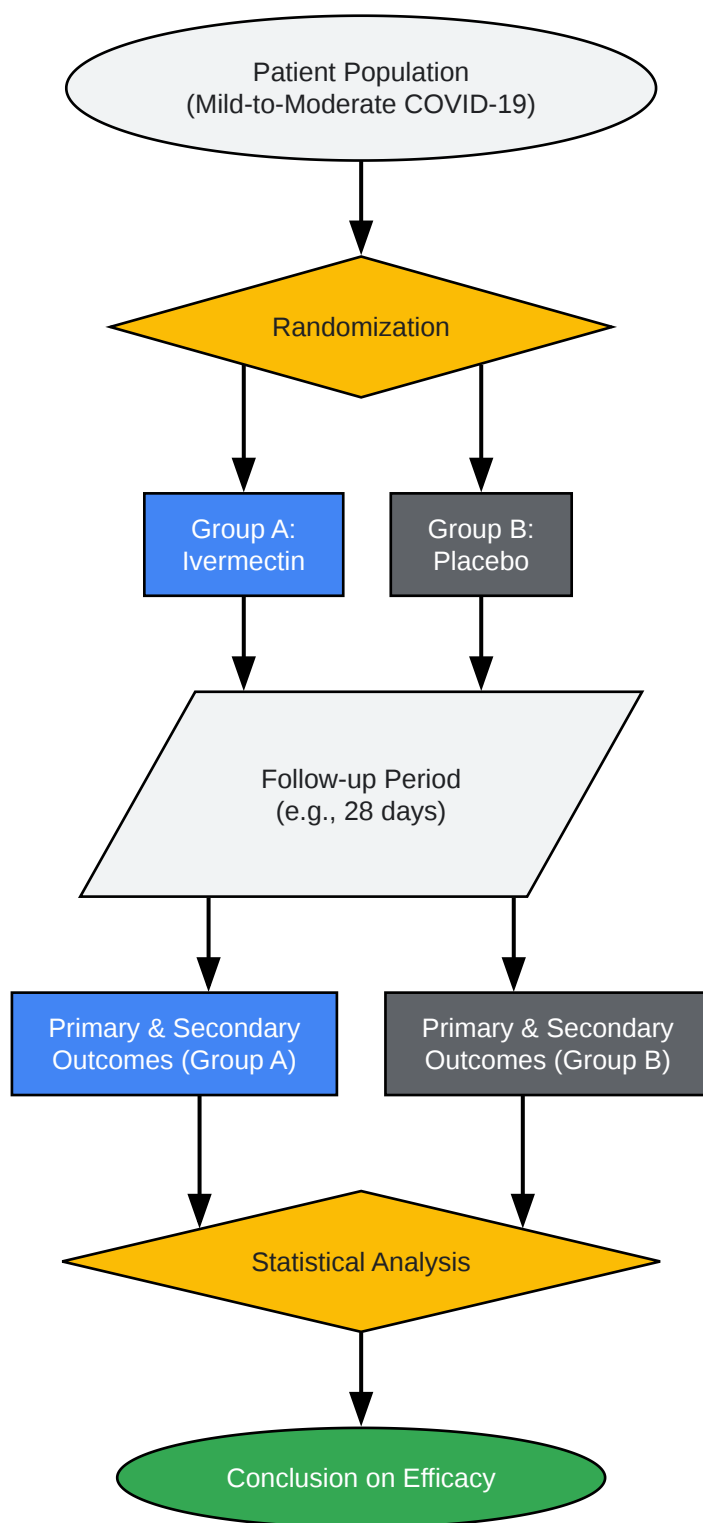 Patient Population
(Mild-to-Moderate COVID-19)
Randomization
Group A:
Ivermectin
Group B:
Placebo
Follow-up Period
(e.g., 28 days)
Primary & Secondary
Outcomes (Group A)
Primary & Secondary
Outcomes (Group B)
Statistical Analysis
Conclusion on Efficacy